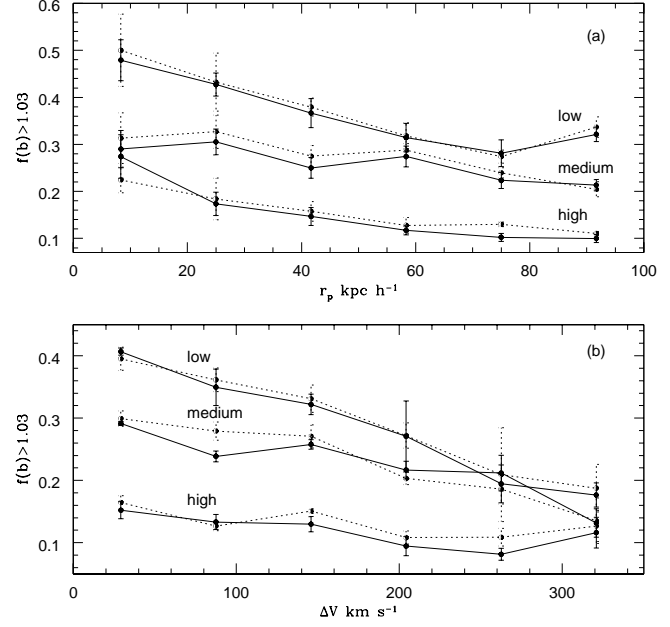 0.6
(a)
0.5
0.4
low
f(b)>1.03
0.3
medium
0.2
high
0.1
0 20 40 60 80 100
r_p kpc h⁻¹
(b)
0.4
low
0.3
medium
f(b)>1.03
0.2
high
0.1
0 100 200 300
ΔV km s⁻¹